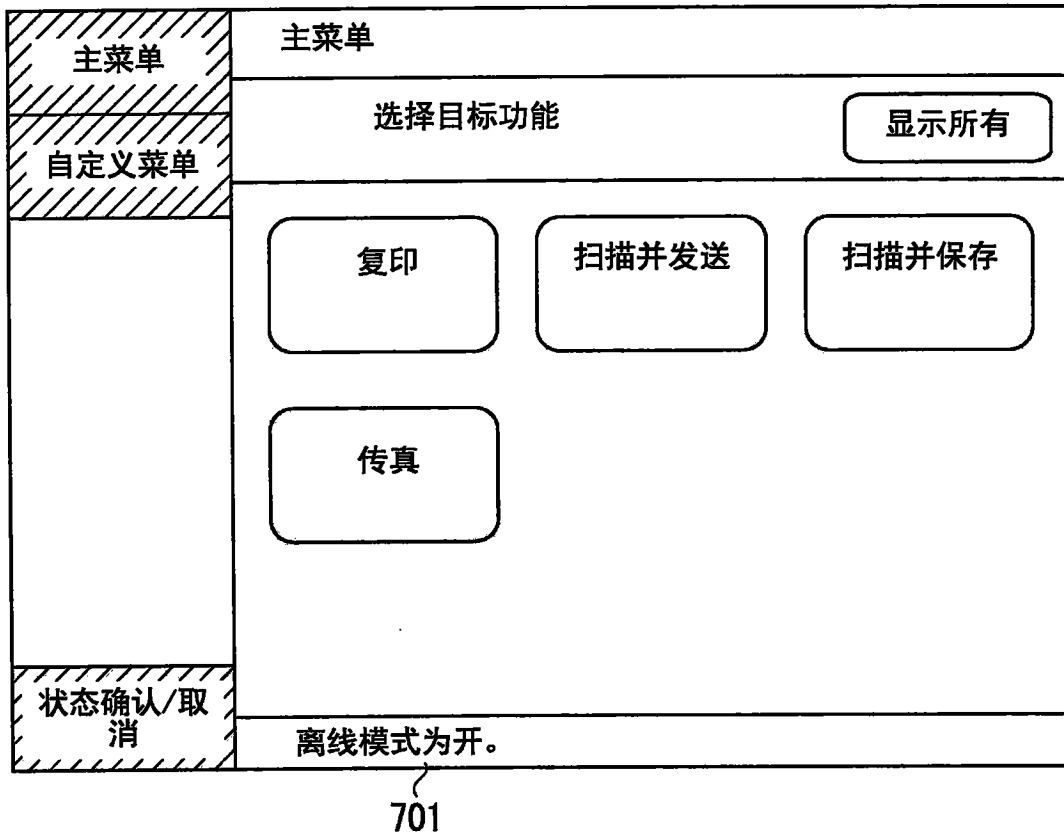 主菜单
自定义菜单
状态确认/取
消
主菜单
选择目标功能
显示所有
复印
扫描并发送
扫描并保存
传真
离线模式为开。
701